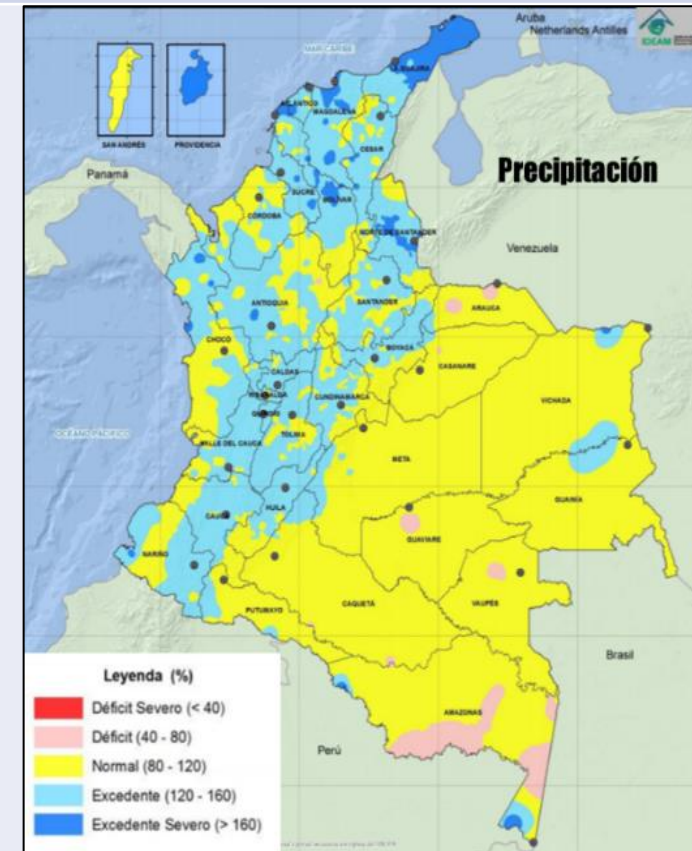 Aruba
Netherlands Antilles
IDEAM
MAR CARIBE
LA GUAJIRA
ATLÁNTICO
MAGDALENA
CESAR
SAN ANDRÉS
PROVIDENCIA
Precipitación
Panamá
SUCRE
BOLÍVAR
CÓRDOBA
NORTE DE SANTANDER
Venezuela
ANTIOQUIA
SANTANDER
ARAUCA
CHOCÓ
BOYACÁ
CASANARE
CALDAS
RISARALDA
CUNDINAMARCA
VICHADA
QUINDÍO
TOLIMA
OCÉANO PACÍFICO
VALLE DEL CAUCA
META
GUAINÍA
HUILA
CAUCA
GUAVIARE
NARIÑO
VAUPÉS
PUTUMAYO
CAQUETÁ
Brasil
Leyenda (%)
Déficit Severo (< 40)
Déficit (40 - 80)
Normal (80 - 120)
Excedente (120 - 160)
Excedente Severo (> 160)
AMAZONAS
Perú